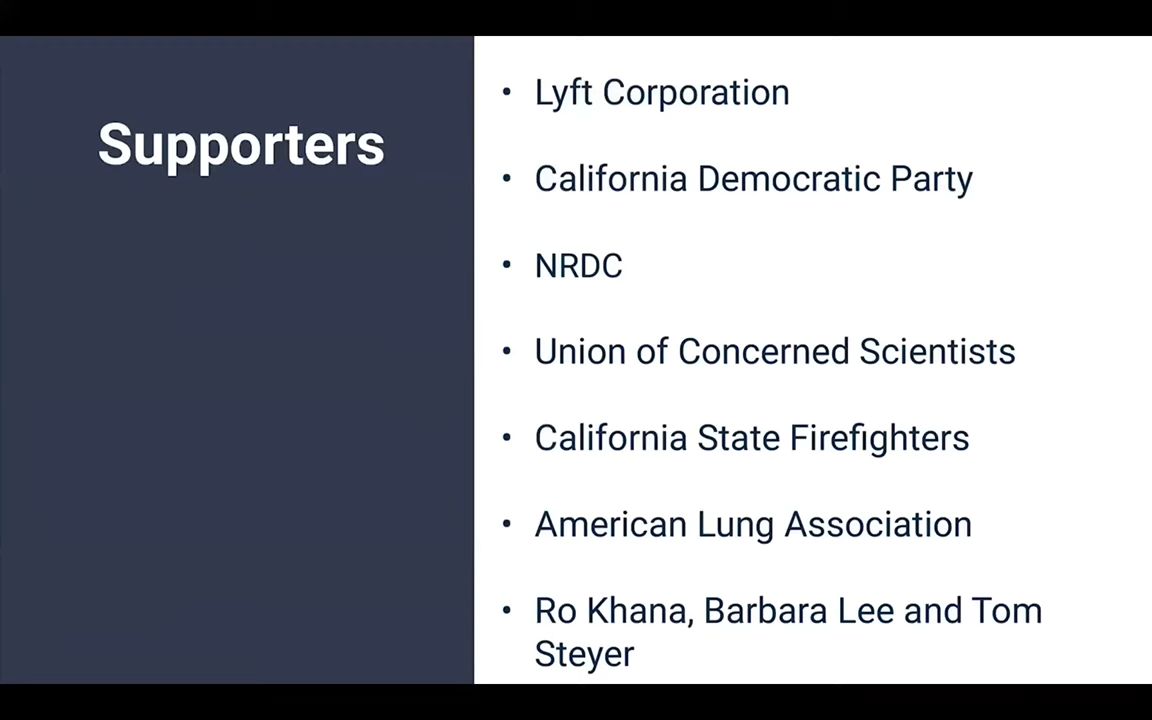 Supporters
• Lyft Corporation
• California Democratic Party
• NRDC
• Union of Concerned Scientists
• California State Firefighters
• American Lung Association
• Ro Khana, Barbara Lee and Tom
Steyer